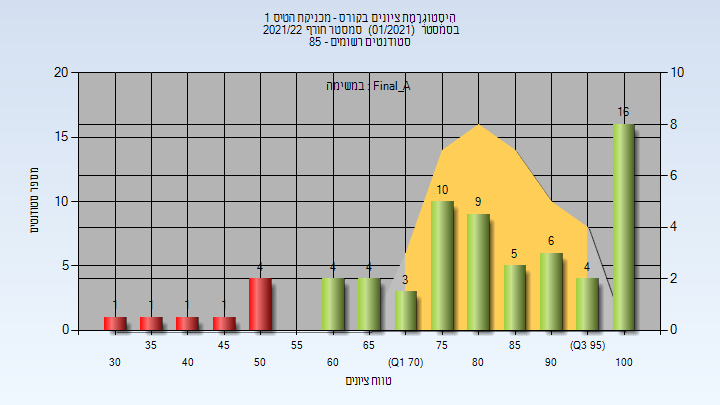 היסטוגרמת ציונים בקורס - מכניקת הטיס 1
בסמסטר (01/2021) סמסטר חורף 2021/22
סטודנטים רשומים - 85
במשימה : Final_A
20 15 10 5 0
מספר סטודנטים
10 8 6 4 2 0
1 1 1 1 4 4 4 3 10 9 5 6 4 16
35 45 55 65 75 85 (Q3 95)
30 40 50 60 (Q1 70) 80 90 100
טווח ציונים